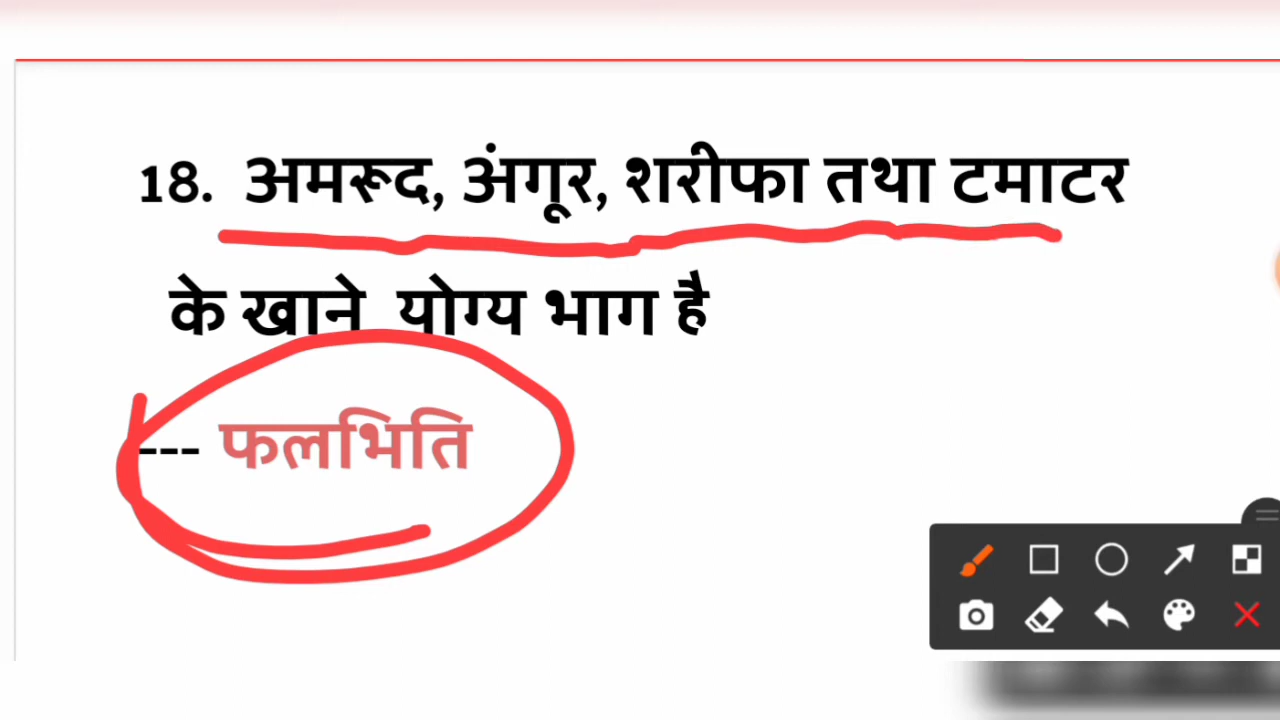 18. अमरूद, अंगूर, शरीफा तथा टमाटर
के खाने योग्य भाग है
--- फलभिति